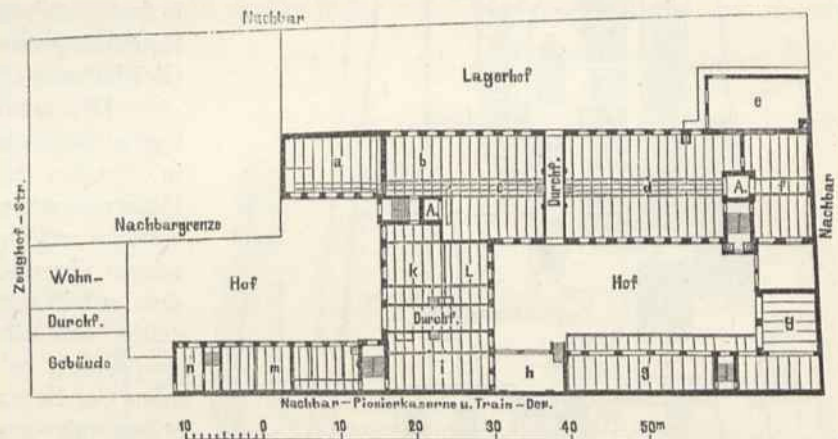 Nachbar
Lagerhof
e
a
b
Durchf.
c
d
A.
f
A.
Zeughof-Str.
Nachbargrenze
Nachbar
Wohn-
Hof
k
L
Hof
Durchf.
Durchf.
g
Gebäude
n
m
i
h
g
Nachbar-Pionierkaserne u. Train-Dep.
10 0 10 20 30 40 50m